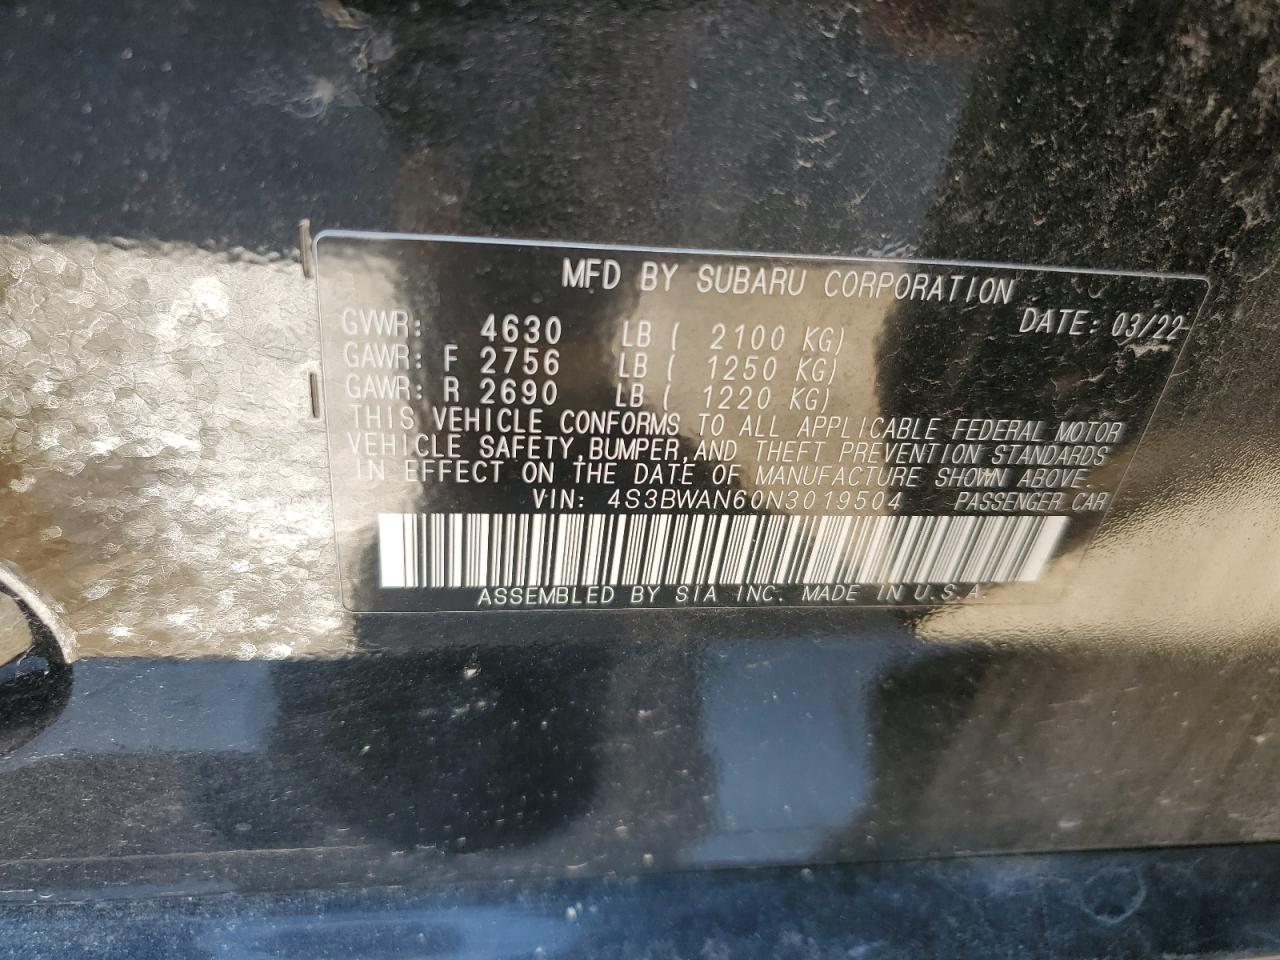 MFD BY SUBARU CORPORATION
DATE: 03/22
GVWR: 4630 LB ( 2100 KG)
GAWR: F 2756 LB ( 1250 KG)
GAWR: R 2690 LB ( 1220 KG)
THIS VEHICLE CONFORMS TO ALL APPLICABLE FEDERAL MOTOR
VEHICLE SAFETY, BUMPER, AND THEFT PREVENTION STANDARDS
IN EFFECT ON THE DATE OF MANUFACTURE SHOWN ABOVE.
VIN: 4S3BWAN60N3019504 PASSENGER CAR
ASSEMBLED BY SIA INC. MADE IN U.S.A.